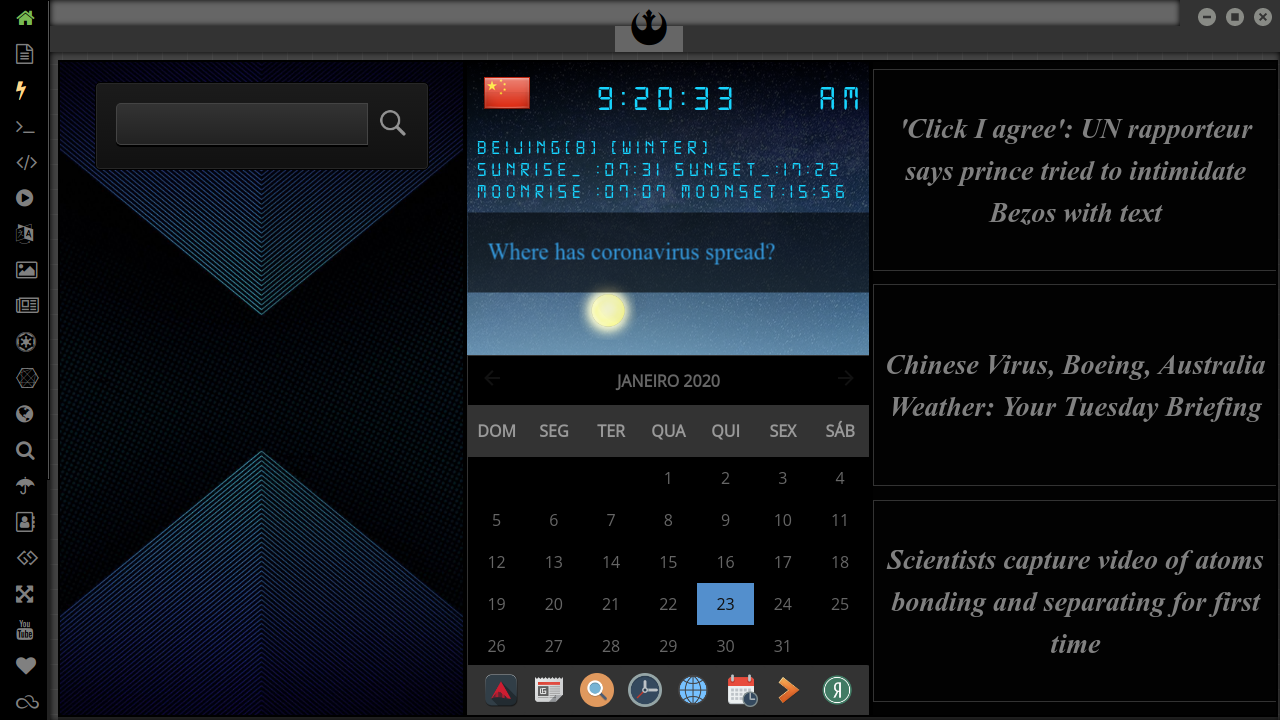 9:20:33 AM
BEIJING(8) (WINTER)
SUNRISE_ :07:31 SUNSET_:17:22
MOONRISE :07:07 MOONSET:15:56
Where has coronavirus spread?
JANEIRO 2020
DOM SEG TER QUA QUI SEX SÁB
1 2 3 4
5 6 7 8 9 10 11
12 13 14 15 16 17 18
19 20 21 22 23 24 25
26 27 28 29 30 31
'Click I agree': UN rapporteur
says prince tried to intimidate
Bezos with text
Chinese Virus, Boeing, Australia
Weather: Your Tuesday Briefing
Scientists capture video of atoms
bonding and separating for first
time
You
Tube
Я